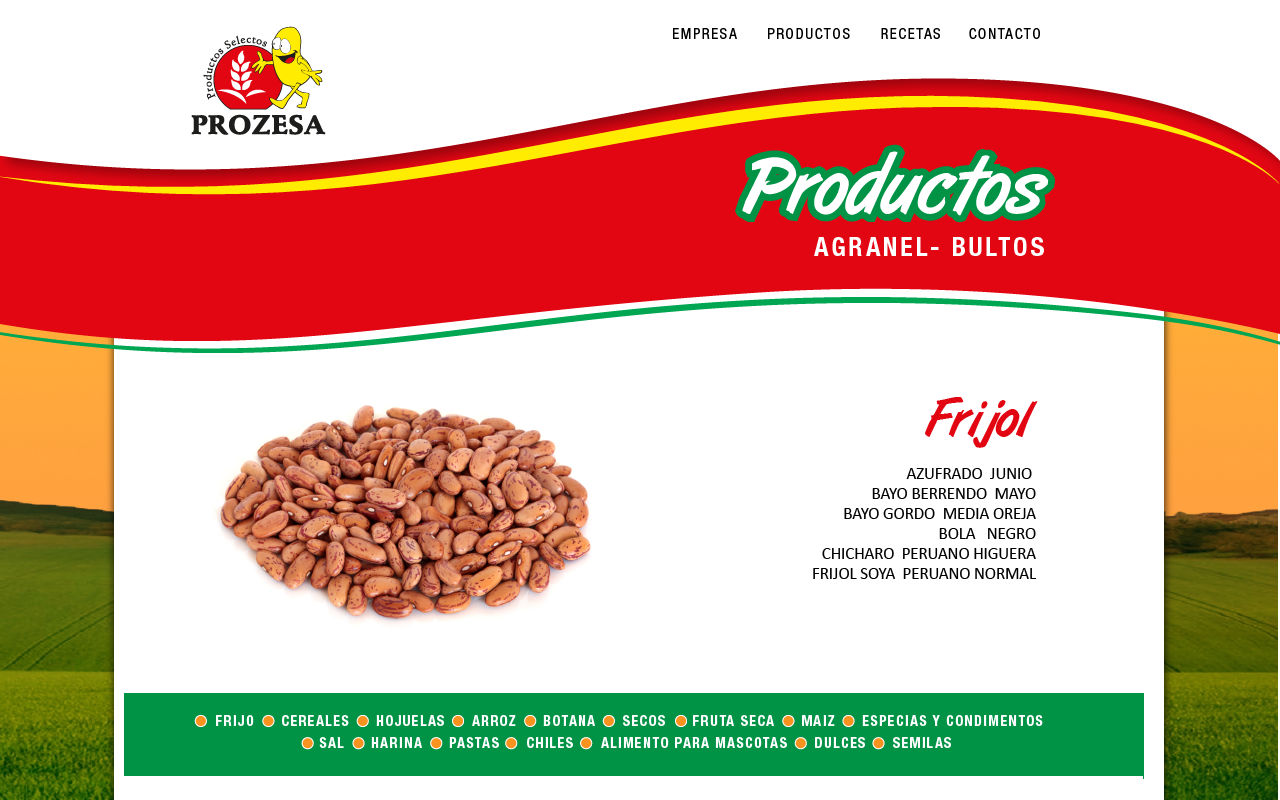 EMPRESA PRODUCTOS RECETAS CONTACTO
Productos Selectos
PROZESA
Productos
AGRANEL- BULTOS
Frijol
AZUFRADO JUNIO
BAYO BERRENDO MAYO
BAYO GORDO MEDIA OREJA
BOLA NEGRO
CHICHARO PERUANO HIGUERA
FRIJOL SOYA PERUANO NORMAL
FRIJO CEREALES HOJUELAS ARROZ BOTANA SECOS FRUTA SECA MAIZ ESPECIAS Y CONDIMENTOS
SAL HARINA PASTAS CHILES ALIMENTO PARA MASCOTAS DULCES SEMILAS